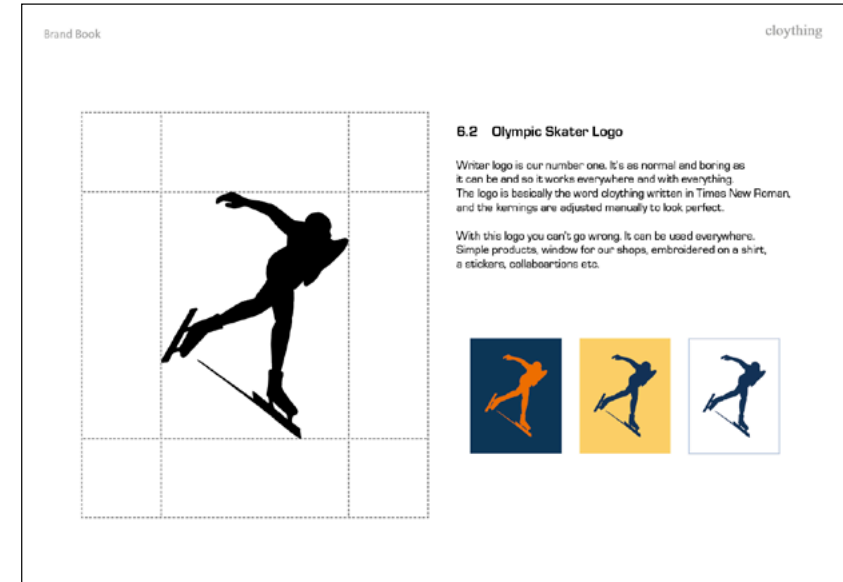 Brand Book
cloything
6.2 Olympic Skater Logo
Writer logo is our number one. It's as normal and boring as
it can be and so it works everywhere and with everything.
The logo is basically the word cloything written in Times New Roman,
and the kernings are adjusted manually to look perfect.
With this logo you can't go wrong. It can be used everywhere.
Simple products, window for our shops, embroidered on a shirt,
a stickers, collaboartions etc.